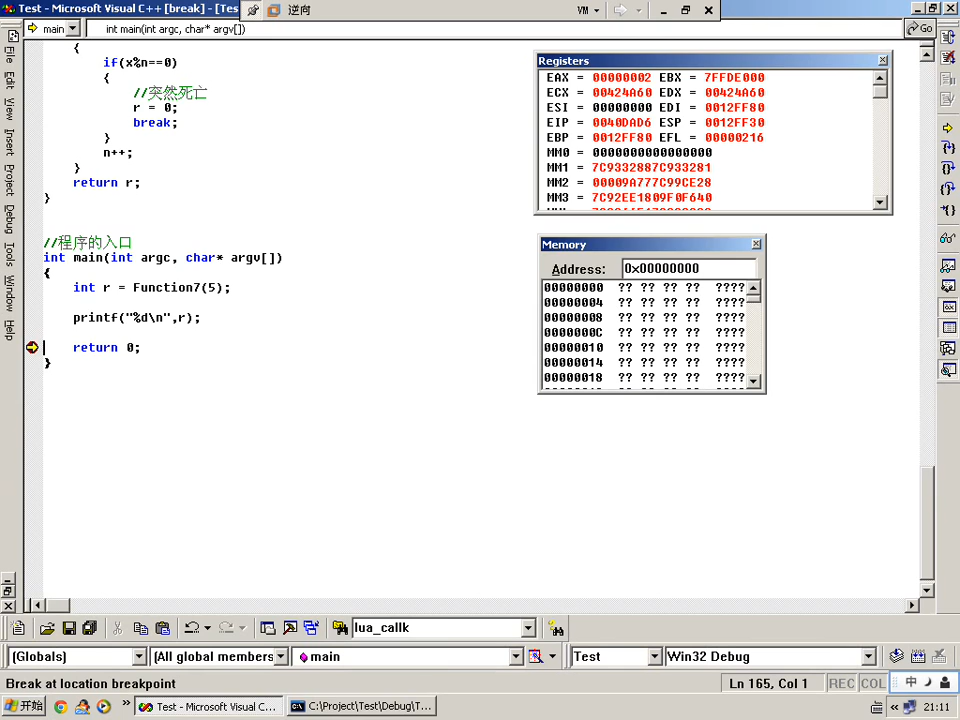 Test - Microsoft Visual C++ [break] - [Tes
逆向
VM
main
int main(int argc, char* argv[])
Go
File
Edit
View
Insert
Project
Debug
Tools
Window
Help
{
if(x%n==0)
{
//突然死亡
r = 0;
break;
}
n++;
}
return r;
}
//程序的入口
int main(int argc, char* argv[])
{
int r = Function7(5);
printf("%d\n",r);
return 0;
}
Registers
EAX = 00000002 EBX = 7FFDE000
ECX = 00424A60 EDX = 00424A60
ESI = 00000000 EDI = 0012FF80
EIP = 0040DAD6 ESP = 0012FF30
EBP = 0012FF80 EFL = 00000216
MM0 = 0000000000000000
MM1 = 7C9332887C933281
MM2 = 00009A777C99CE28
MM3 = 7C92EE1809F0F640
Memory
Address: 0x00000000
00000000 ?? ?? ?? ?? ????
00000004 ?? ?? ?? ?? ????
00000008 ?? ?? ?? ?? ????
0000000C ?? ?? ?? ?? ????
00000010 ?? ?? ?? ?? ????
00000014 ?? ?? ?? ?? ????
00000018 ?? ?? ?? ?? ????
lua_callk
(Globals)
(All global members
main
Test
Win32 Debug
Break at location breakpoint
Ln 165, Col 1
REC COL
中
开始
Test - Microsoft Visual C...
C:\Project\Test\Debug\T...
21:11